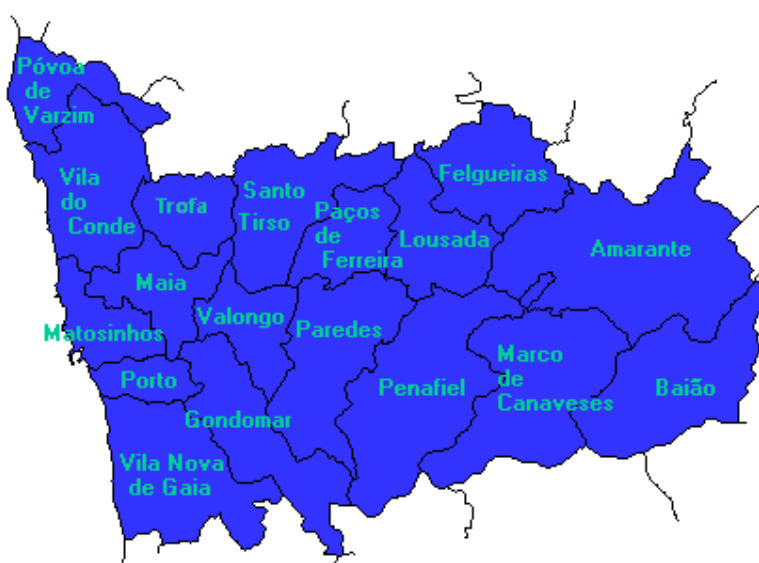 Póvoa
de
Varzim
Vila
do
Conde
Trofa
Santo
Tirso
Paços
de
Ferreira
Felgueiras
Lousada
Amarante
Maia
Valongo
Paredes
Matosinhos
Porto
Gondomar
Penafiel
Marco
de
Canaveses
Baião
Vila Nova
de Gaia